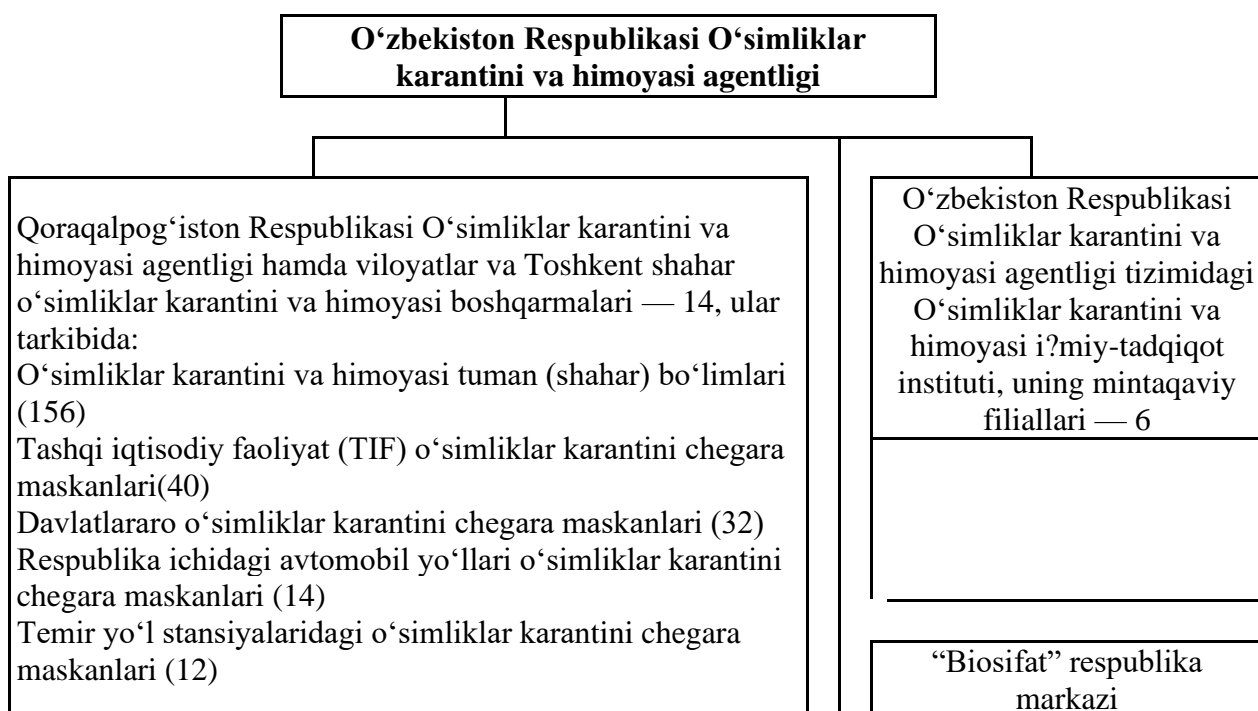 O‘zbekiston Respublikasi O‘simliklar
karantini va himoyasi agentligi
Qoraqalpog‘iston Respublikasi O‘simliklar karantini va
himoyasi agentligi hamda viloyatlar va Toshkent shahar
o‘simliklar karantini va himoyasi boshqarmalari — 14, ular
tarkibida:
O‘simliklar karantini va himoyasi tuman (shahar) bo‘limlari
(156)
Tashqi iqtisodiy faoliyat (TIF) o‘simliklar karantini chegara
maskanlari(40)
Davlatlararo o‘simliklar karantini chegara maskanlari (32)
Respublika ichidagi avtomobil yo‘llari o‘simliklar karantini
chegara maskanlari (14)
Temir yo‘l stansiyalaridagi o‘simliklar karantini chegara
maskanlari (12)
O‘zbekiston Respublikasi
O‘simliklar karantini va
himoyasi agentligi tizimidagi
O‘simliklar karantini va
himoyasi i?miy-tadqiqot
instituti, uning mintaqaviy
filiallari — 6
“Biosifat” respublika
markazi